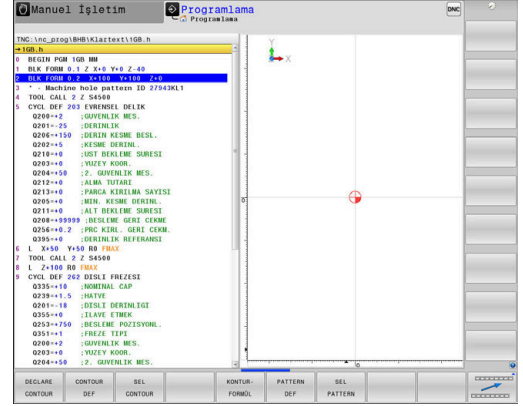 Manuel İşletim
Programlama
Programlama
DNC
TNC:\nc_prog\BHB\Klartext\1GB.h
→1GB.h
0 BEGIN PGM 1GB MM
1 BLK FORM 0.1 Z X+0 Y+0 Z-40
2 BLK FORM 0.2 X+100 Y+100 Z+0
3 * - Machine hole pattern ID 27943KL1
4 TOOL CALL 2 Z S4500
5 CYCL DEF 203 EVRENSEL DELIK
Q200=+2 ;GUVENLIK MES.
Q201=-25 ;DERINLIK
Q206=+150 ;DERIN KESME BESL.
Q202=+5 ;KESME DERINL.
Q210=+0 ;UST BEKLEME SURESI
Q203=+0 ;YUZEY KOOR.
Q204=+50 ;2. GUVENLIK MES.
Q212=+0 ;ALMA TUTARI
Q213=+0 ;PARCA KIRILMA SAYISI
Q205=+0 ;MIN. KESME DERINL.
Q211=+0 ;ALT BEKLEME SURESI
Q208=+99999 ;BESLEME GERI CEKME
Q256=+0.2 ;PRC KIRL. GERI CEKM.
Q395=+0 ;DERINLIK REFERANSI
6 L X+50 Y+50 R0 FMAX
7 TOOL CALL 2 Z S4500
8 L Z+100 R0 FMAX
9 CYCL DEF 262 DISLI FREZESI
Q335=+10 ;NOMINAL CAP
Q239=+1.5 ;HATVE
Q201=-18 ;DISLI DERINLIGI
Q355=+0 ;ILAVE ETMEK
Q253=+750 ;BESLEME POZISYONL.
Q351=+1 ;FREZE TIPI
Q200=+2 ;GUVENLIK MES.
Q203=+0 ;YUZEY KOOR.
Q204=+50 ;2. GUVENLIK MES.
Y
X
0
0
DECLARE CONTOUR
CONTOUR DEF
SEL CONTOUR
KONTUR-FORMÜL
PATTERN DEF
SEL PATTERN